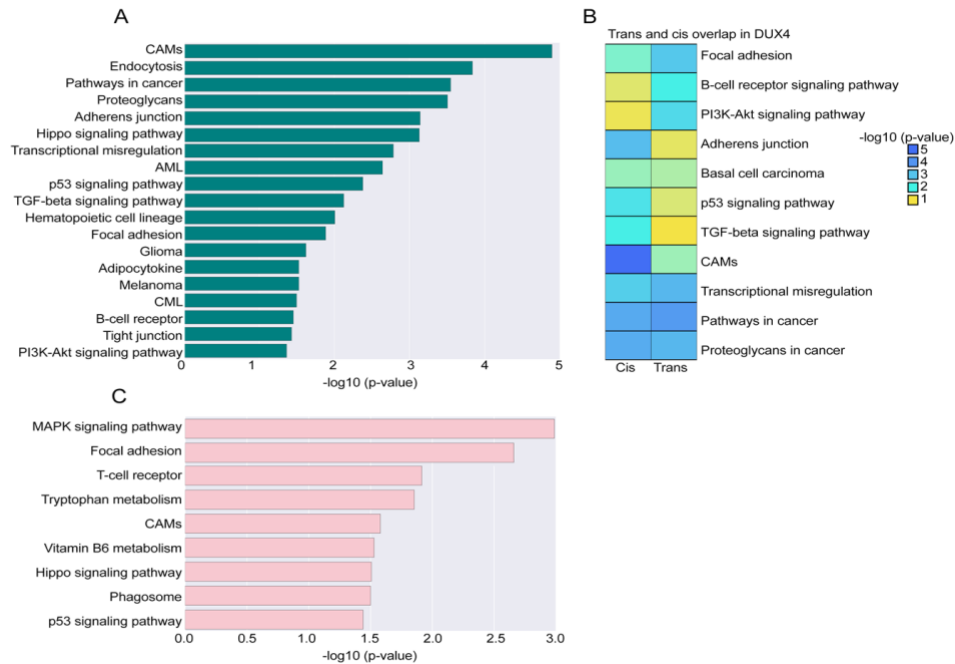 A
CAMs
Endocytosis
Pathways in cancer
Proteoglycans
Adherens junction
Hippo signaling pathway
Transcriptional misregulation
AML
p53 signaling pathway
TGF-beta signaling pathway
Hematopoietic cell lineage
Focal adhesion
Glioma
Adipocytokine
Melanoma
CML
B-cell receptor
Tight junction
PI3K-Akt signaling pathway
0 1 2 3 4 5
-log10 (p-value)
B
Trans and cis overlap in DUX4
Focal adhesion
B-cell receptor signaling pathway
PI3K-Akt signaling pathway
Adherens junction
Basal cell carcinoma
p53 signaling pathway
TGF-beta signaling pathway
CAMs
Transcriptional misregulation
Pathways in cancer
Proteoglycans in cancer
Cis Trans
-log10 (p-value)
5
4
3
2
1
C
MAPK signaling pathway
Focal adhesion
T-cell receptor
Tryptophan metabolism
CAMs
Vitamin B6 metabolism
Hippo signaling pathway
Phagosome
p53 signaling pathway
0.0 0.5 1.0 1.5 2.0 2.5 3.0
-log10 (p-value)